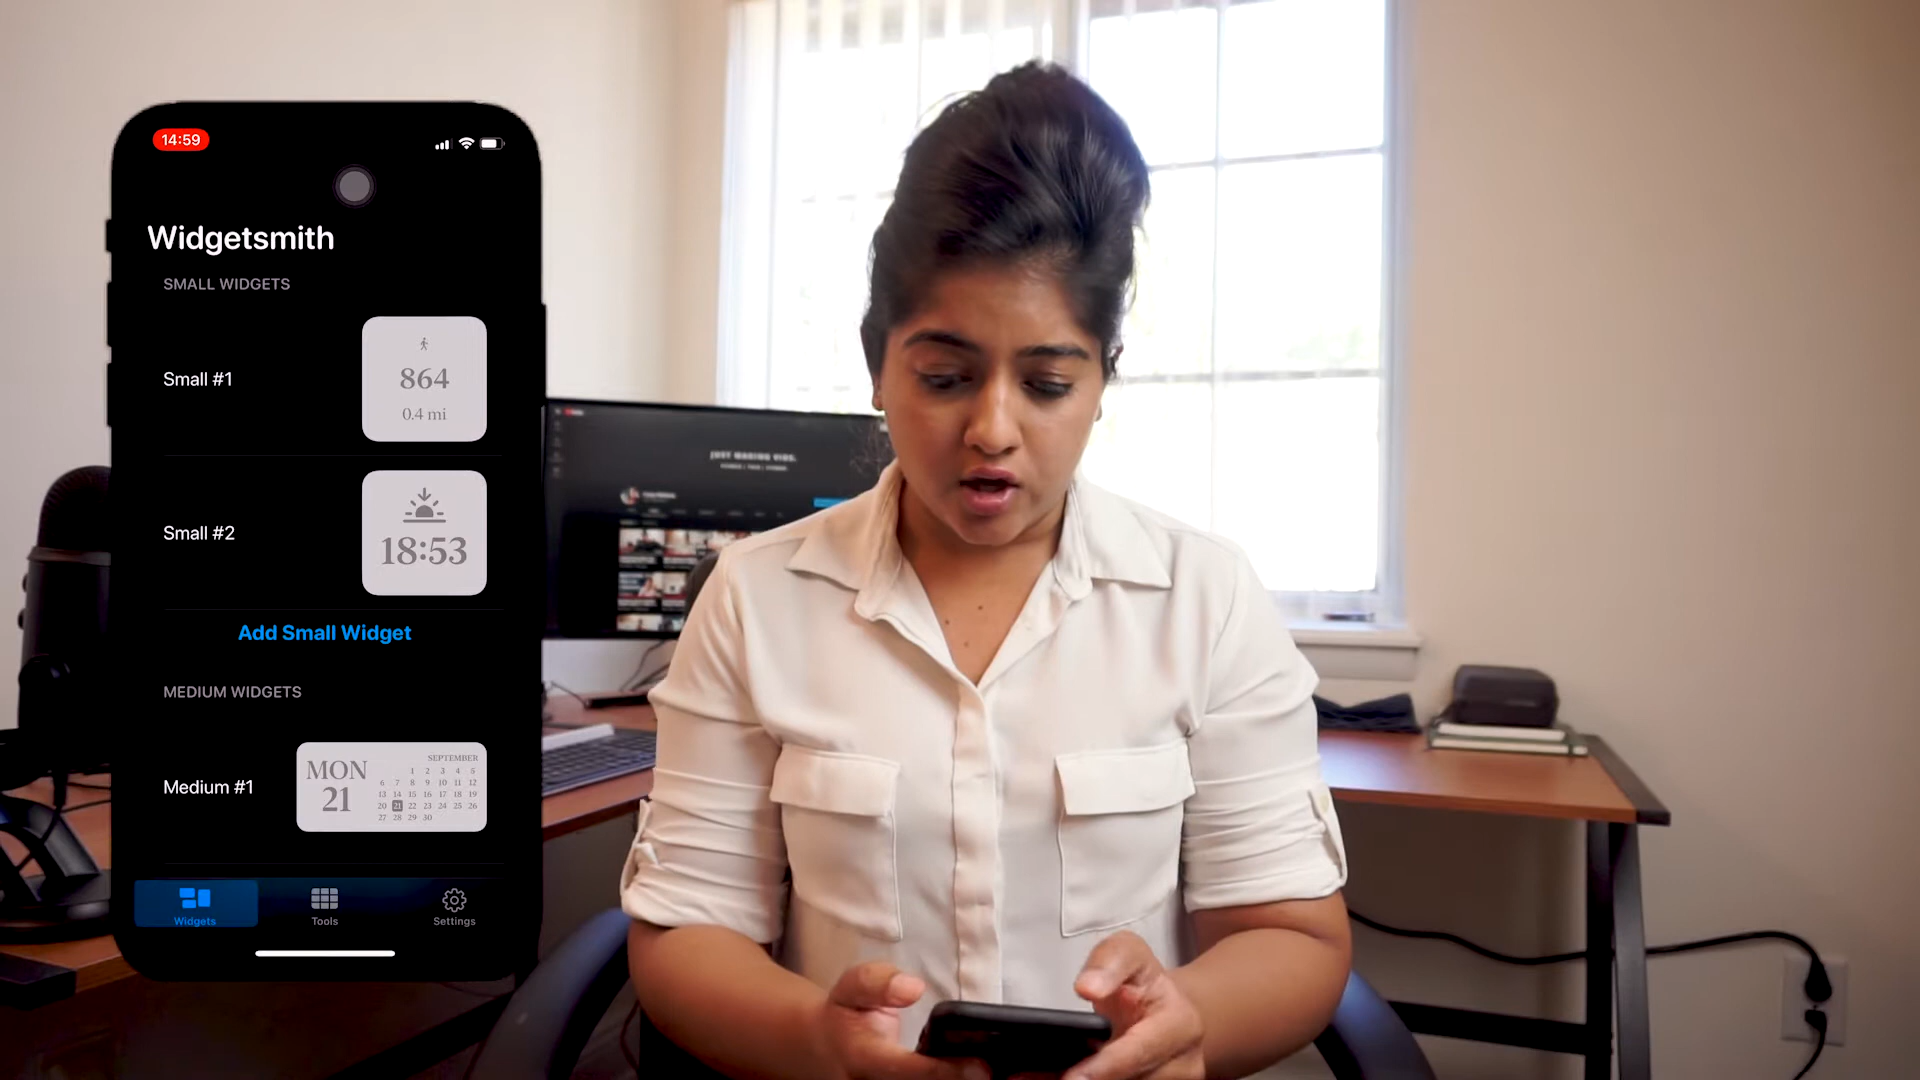 14:59
Widgetsmith
SMALL WIDGETS
Small #1
864
0.4 mi
Small #2
18:53
Add Small Widget
MEDIUM WIDGETS
Medium #1
MON
21
SEPTEMBER
1 2 3 4 5
6 7 8 9 10 11 12
13 14 15 16 17 18 19
20 21 22 23 24 25 26
27 28 29 30
Widgets
Tools
Settings
JUST MAKING VIDS.